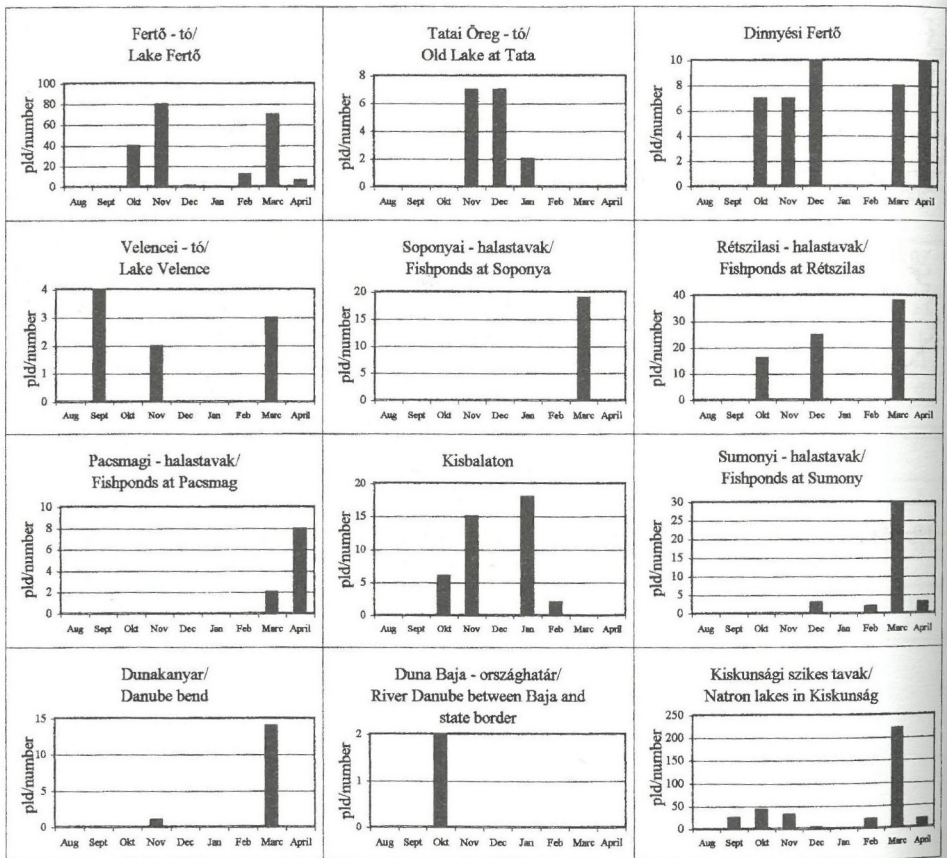 Fertő - tó/
Lake Fertő
pld/number
100
80
60
40
20
0
Aug Sept Okt Nov Dec Jan Feb Marc April
Tatai Öreg - tó/
Old Lake at Tata
pld/number
8
6
4
2
0
Aug Sept Okt Nov Dec Jan Feb Marc April
Dinnyési Fertő
pld/number
10
8
6
4
2
0
Aug Sept Okt Nov Dec Jan Feb Marc April
Velencei - tó/
Lake Velence
pld/number
4
3
2
1
0
Aug Sept Okt Nov Dec Jan Feb Marc April
Soponyai - halastavak/
Fishponds at Soponya
pld/number
20
15
10
5
0
Aug Sept Okt Nov Dec Jan Feb Marc April
Rétszilasi - halastavak/
Fishponds at Rétszilas
pld/number
40
30
20
10
0
Aug Sept Okt Nov Dec Jan Feb Marc April
Pacsmagi - halastavak/
Fishponds at Pacsmag
pld/number
10
8
6
4
2
0
Aug Sept Okt Nov Dec Jan Feb Marc April
Kisbalaton
pld/number
20
15
10
5
0
Aug Sept Okt Nov Dec Jan Feb Marc April
Sumonyi - halastavak/
Fishponds at Sumony
pld/number
30
25
20
15
10
5
0
Aug Sept Okt Nov Dec Jan Feb Marc April
Dunakanyar/
Danube bend
pld/number
15
10
5
0
Aug Sept Okt Nov Dec Jan Feb Marc April
Duna Baja - országhatár/
River Danube between Baja and
state border
pld/number
2
1
0
Aug Sept Okt Nov Dec Jan Feb Marc April
Kiskunsági szikes tavak/
Natron lakes in Kiskunság
pld/number
250
200
150
100
50
0
Aug Sept Okt Nov Dec Jan Feb Marc April